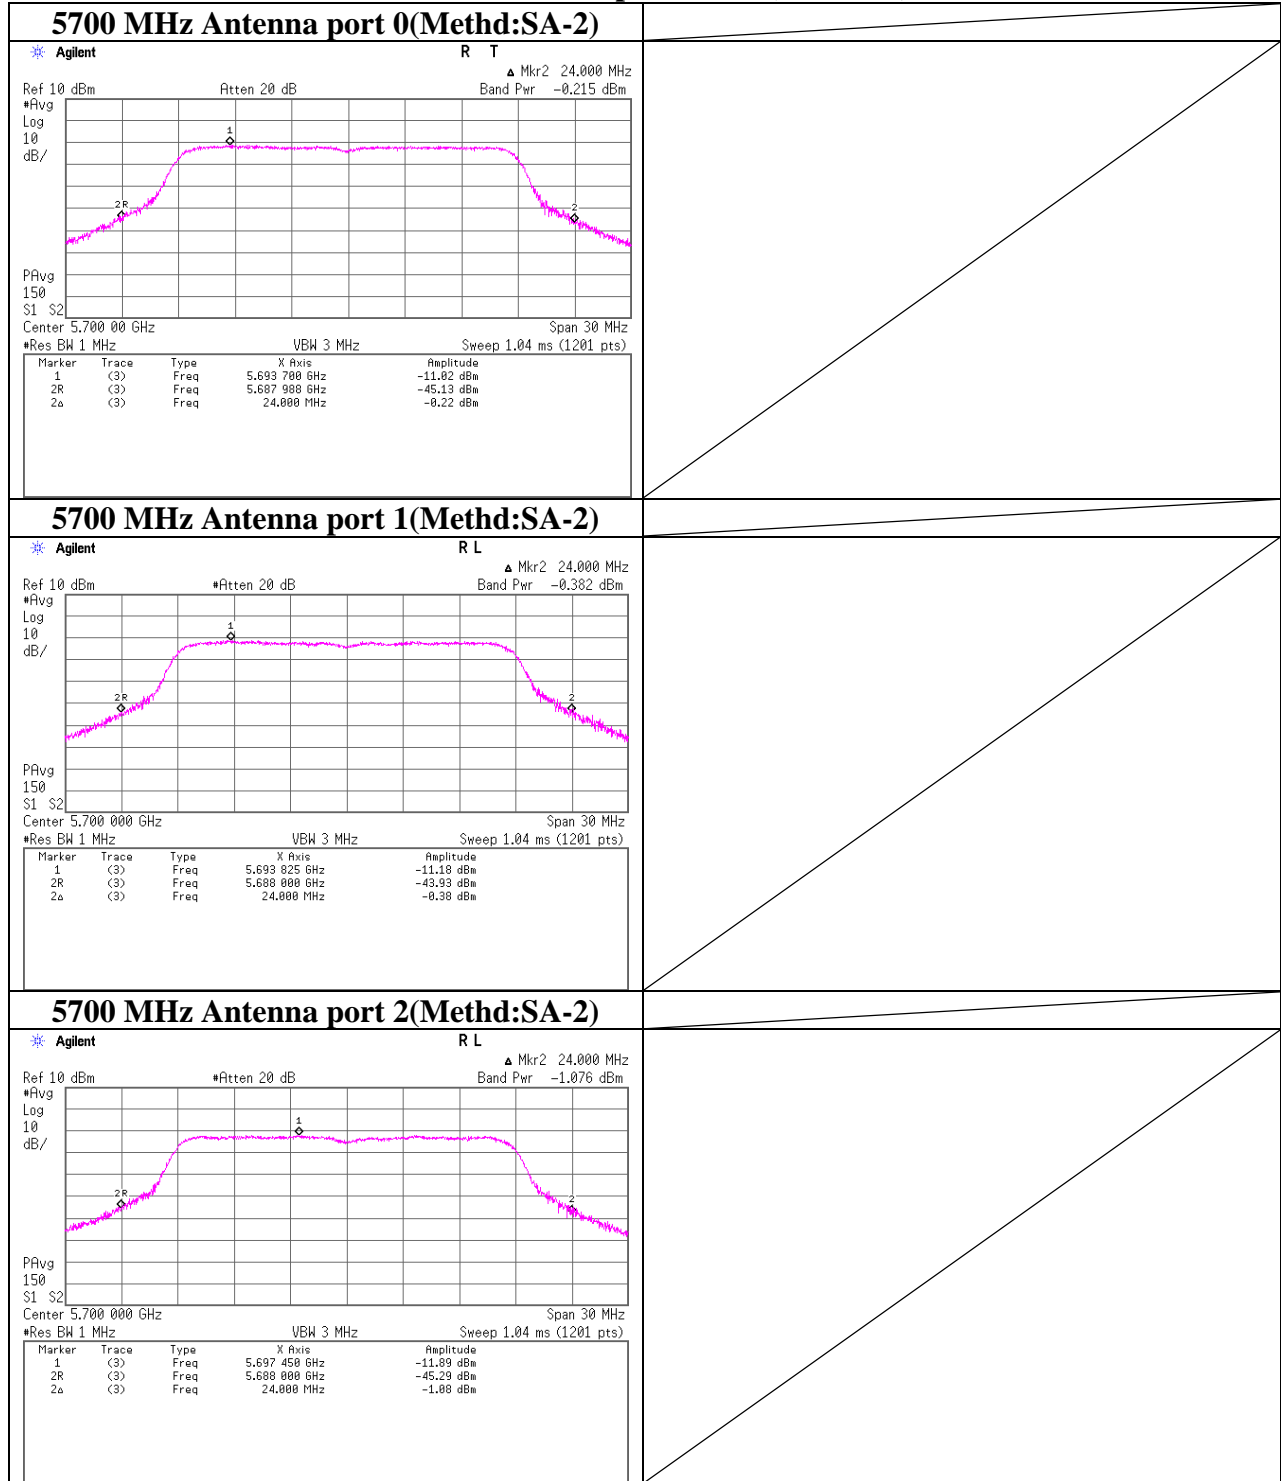 5700 MHz Antenna port 0(Methd:SA-2)
Agilent R T
Mkr2 24.000 MHz
Ref 10 dBm Atten 20 dB Band Pwr -0.215 dBm
#Avg
Log
10
dB/
1
2R
2
PAvg
150
S1 S2
Center 5.700 00 GHz Span 30 MHz
#Res BW 1 MHz VBW 3 MHz Sweep 1.04 ms (1201 pts)
Marker Trace Type X Axis Amplitude
1 (3) Freq 5.693 700 GHz -11.02 dBm
2R (3) Freq 5.687 988 GHz -45.13 dBm
2Δ (3) Freq 24.000 MHz -0.22 dBm
5700 MHz Antenna port 1(Methd:SA-2)
Agilent R L
Mkr2 24.000 MHz
Ref 10 dBm #Atten 20 dB Band Pwr -0.382 dBm
#Avg
Log
10
dB/
1
2R
2
PAvg
150
S1 S2
Center 5.700 000 GHz Span 30 MHz
#Res BW 1 MHz VBW 3 MHz Sweep 1.04 ms (1201 pts)
Marker Trace Type X Axis Amplitude
1 (3) Freq 5.693 825 GHz -11.18 dBm
2R (3) Freq 5.688 000 GHz -43.93 dBm
2Δ (3) Freq 24.000 MHz -0.38 dBm
5700 MHz Antenna port 2(Methd:SA-2)
Agilent R L
Mkr2 24.000 MHz
Ref 10 dBm #Atten 20 dB Band Pwr -1.076 dBm
#Avg
Log
10
dB/
1
2R
2
PAvg
150
S1 S2
Center 5.700 000 GHz Span 30 MHz
#Res BW 1 MHz VBW 3 MHz Sweep 1.04 ms (1201 pts)
Marker Trace Type X Axis Amplitude
1 (3) Freq 5.697 450 GHz -11.89 dBm
2R (3) Freq 5.688 000 GHz -45.29 dBm
2Δ (3) Freq 24.000 MHz -1.08 dBm